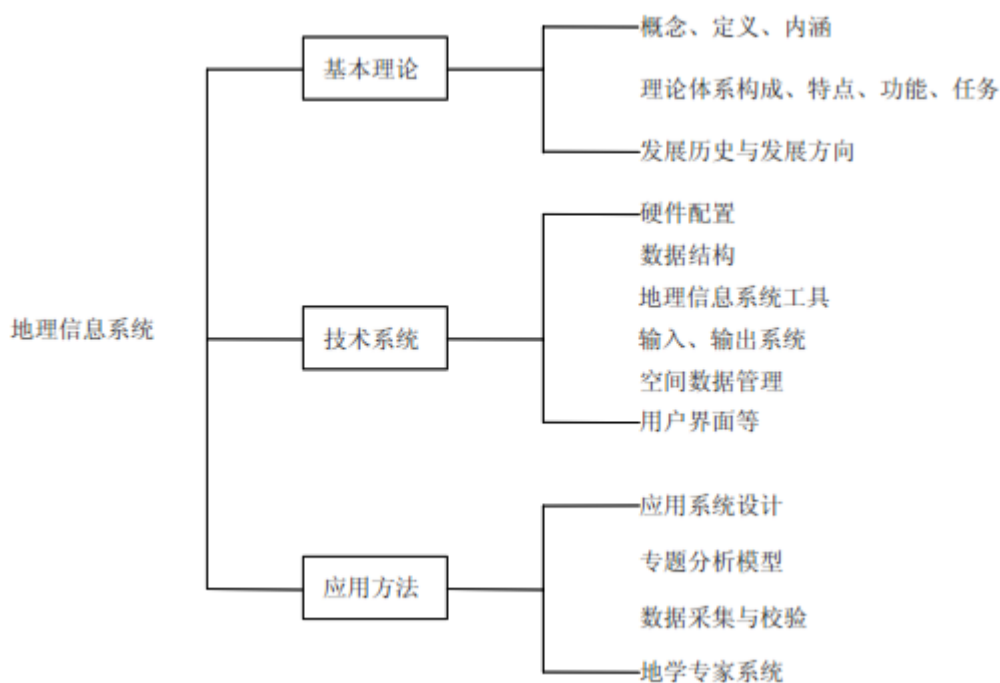 地理信息系统
基本理论
概念、定义、内涵
理论体系构成、特点、功能、任务
发展历史与发展方向
技术系统
硬件配置
数据结构
地理信息系统工具
输入、输出系统
空间数据管理
用户界面等
应用方法
应用系统设计
专题分析模型
数据采集与校验
地学专家系统